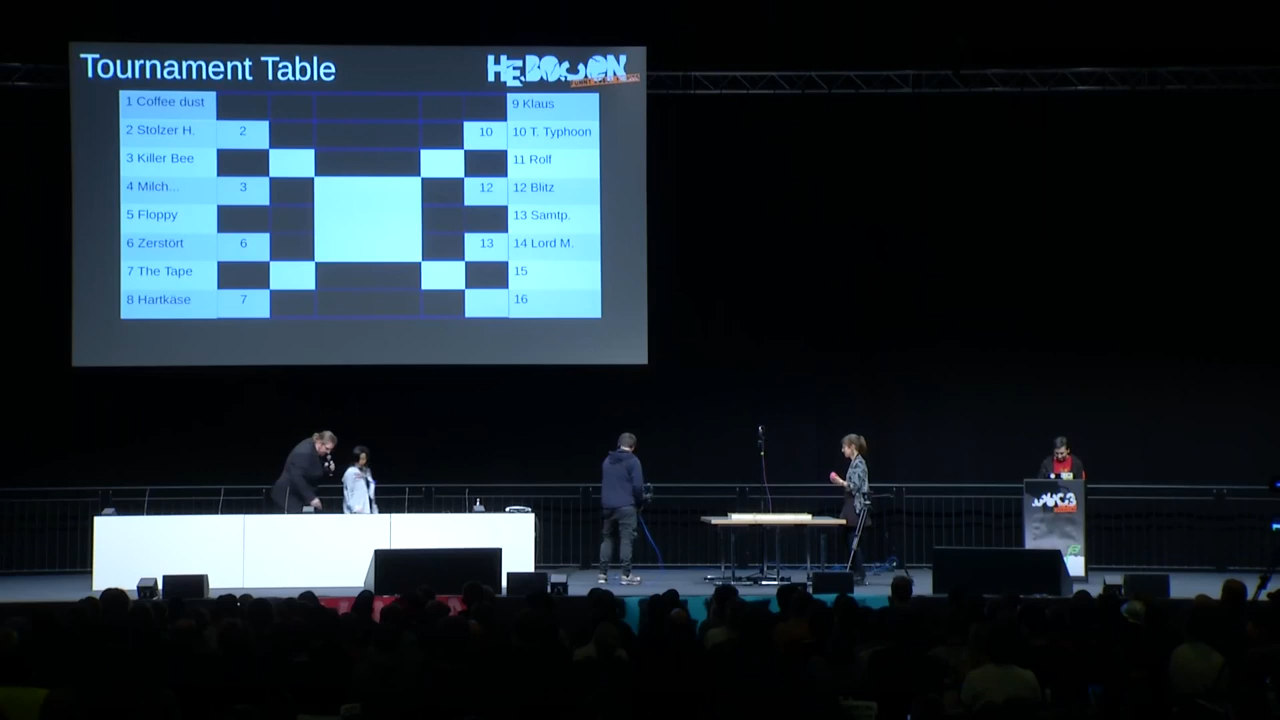 Tournament Table
HEBOCON
1 Coffee dust 9 Klaus
2 Stolzer H. 2 10 10 T. Typhoon
3 Killer Bee 11 Rolf
4 Milch... 3 12 12 Blitz
5 Floppy 13 Samtp.
6 Zerstört 6 13 14 Lord M.
7 The Tape 15
8 Hartkäse 7 16